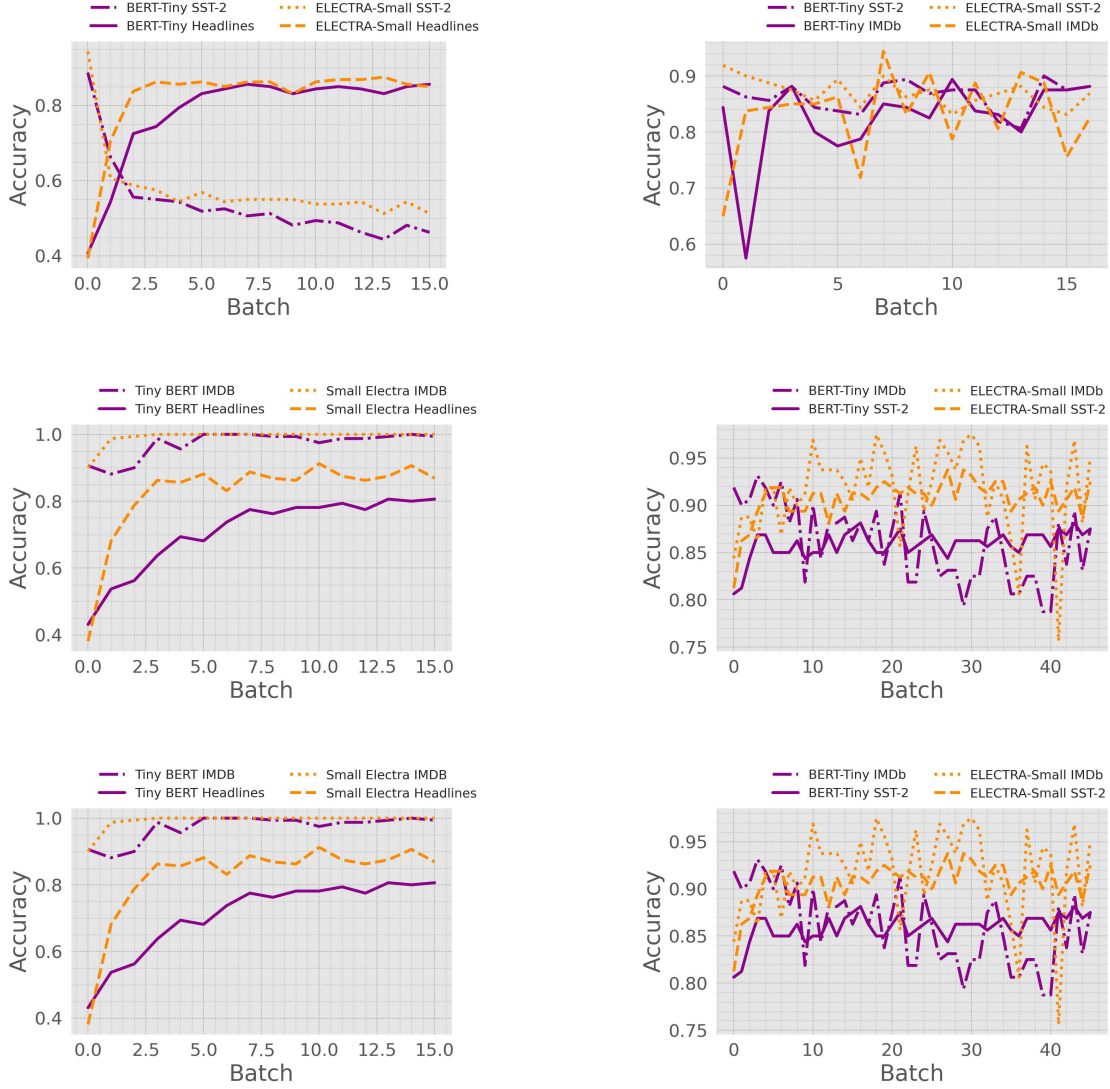 BERT-Tiny SST-2 ELECTRA-Small SST-2
BERT-Tiny Headlines ELECTRA-Small Headlines
0.8
0.6
0.4
Accuracy
0.0 2.5 5.0 7.5 10.0 12.5 15.0
Batch
BERT-Tiny SST-2 ELECTRA-Small SST-2
BERT-Tiny IMDb ELECTRA-Small IMDb
0.9
0.8
0.7
0.6
Accuracy
0 5 10 15
Batch
Tiny BERT IMDB Small Electra IMDB
Tiny BERT Headlines Small Electra Headlines
1.0
0.8
0.6
0.4
Accuracy
0.0 2.5 5.0 7.5 10.0 12.5 15.0
Batch
BERT-Tiny IMDb ELECTRA-Small IMDb
BERT-Tiny SST-2 ELECTRA-Small SST-2
0.95
0.90
0.85
0.80
0.75
Accuracy
0 10 20 30 40
Batch
Tiny BERT IMDB Small Electra IMDB
Tiny BERT Headlines Small Electra Headlines
1.0
0.8
0.6
0.4
Accuracy
0.0 2.5 5.0 7.5 10.0 12.5 15.0
Batch
BERT-Tiny IMDb ELECTRA-Small IMDb
BERT-Tiny SST-2 ELECTRA-Small SST-2
0.95
0.90
0.85
0.80
0.75
Accuracy
0 10 20 30 40
Batch